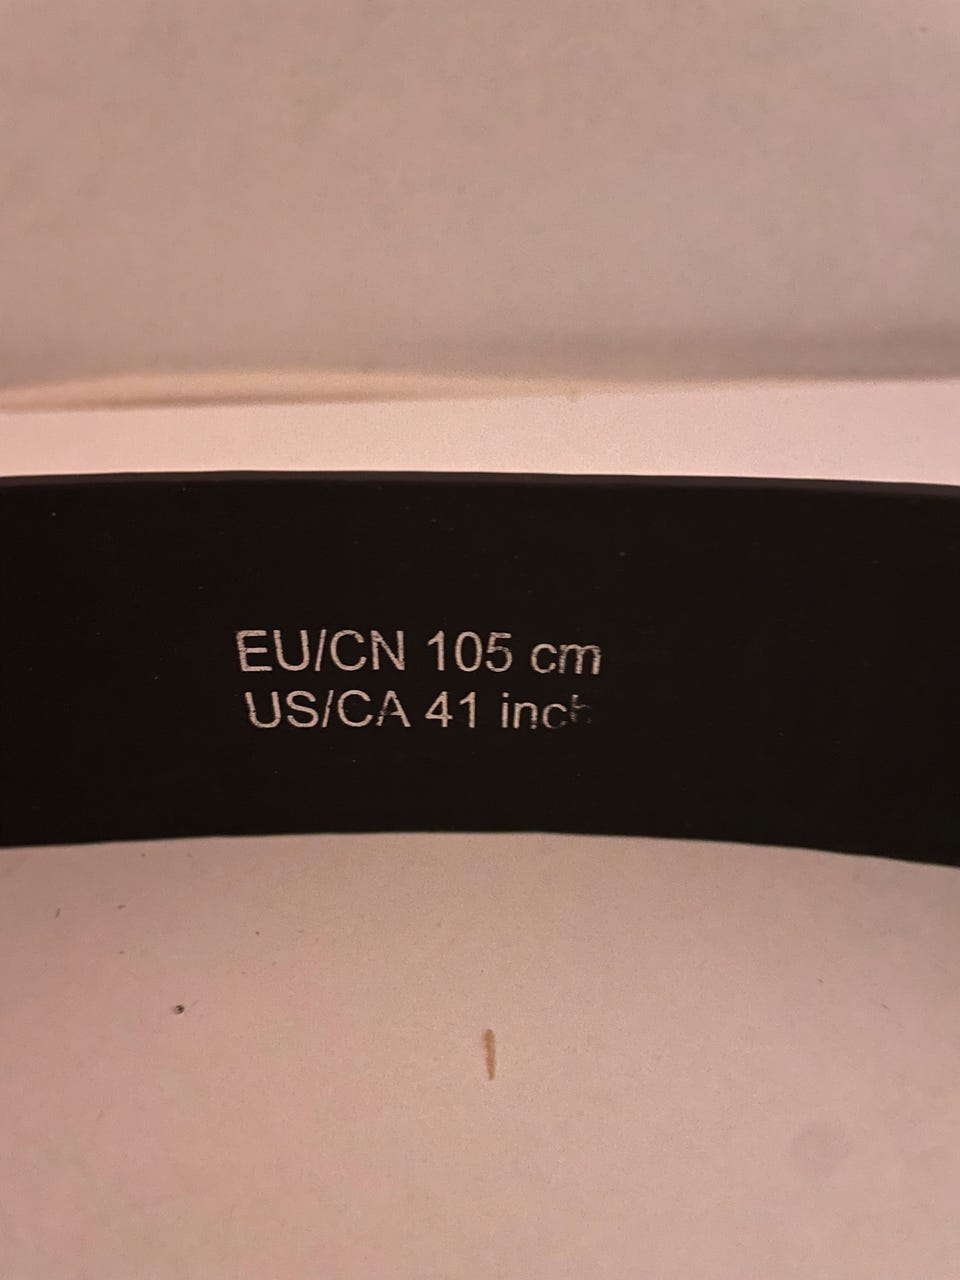 EU/CN 105 cm
US/CA 41 inch